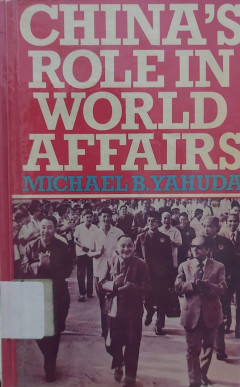 CHINA'S
ROLE IN
WORLD
AFFAIRS
MICHAEL B. YAHUDA